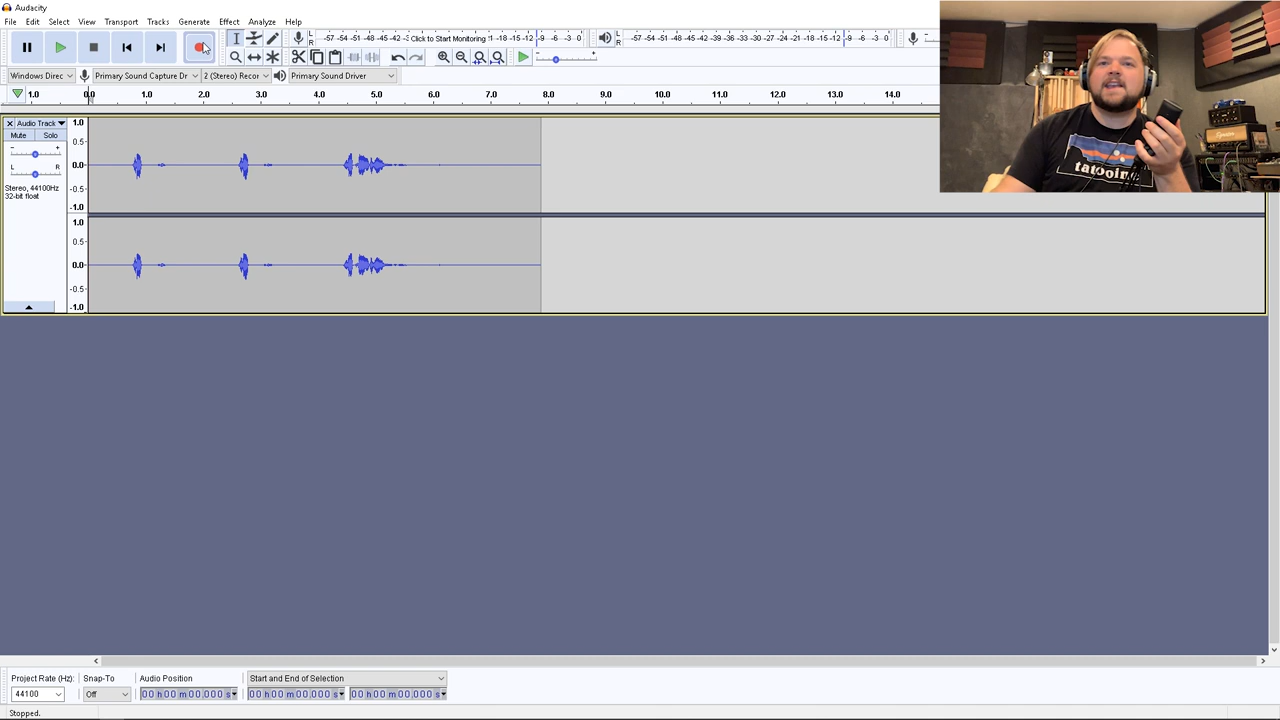 Audacity
File Edit Select View Transport Tracks Generate Effect Analyze Help
L R -57 -54 -51 -48 -45 -42 Click to Start Monitoring -18 -15 -12 -9 -6 -3 0
L R -57 -54 -51 -48 -45 -42 -39 -36 -33 -30 -27 -24 -21 -18 -15 -12 -9 -6 -3 0
Windows Direc Primary Sound Capture Dr 2 (Stereo) Recor Primary Sound Driver
1.0 0.0 1.0 2.0 3.0 4.0 5.0 6.0 7.0 8.0 9.0 10.0 11.0 12.0 13.0 14.0
Audio Track
Mute Solo
- +
L R
Stereo, 44100Hz
32-bit float
1.0
0.5
0.0
-0.5
-1.0
1.0
0.5
0.0
-0.5
-1.0
tatooine
Project Rate (Hz): Snap-To Audio Position Start and End of Selection
44100 Off 00 h 00 m 00.000 s 00 h 00 m 00.000 s 00 h 00 m 00.000 s
Stopped.